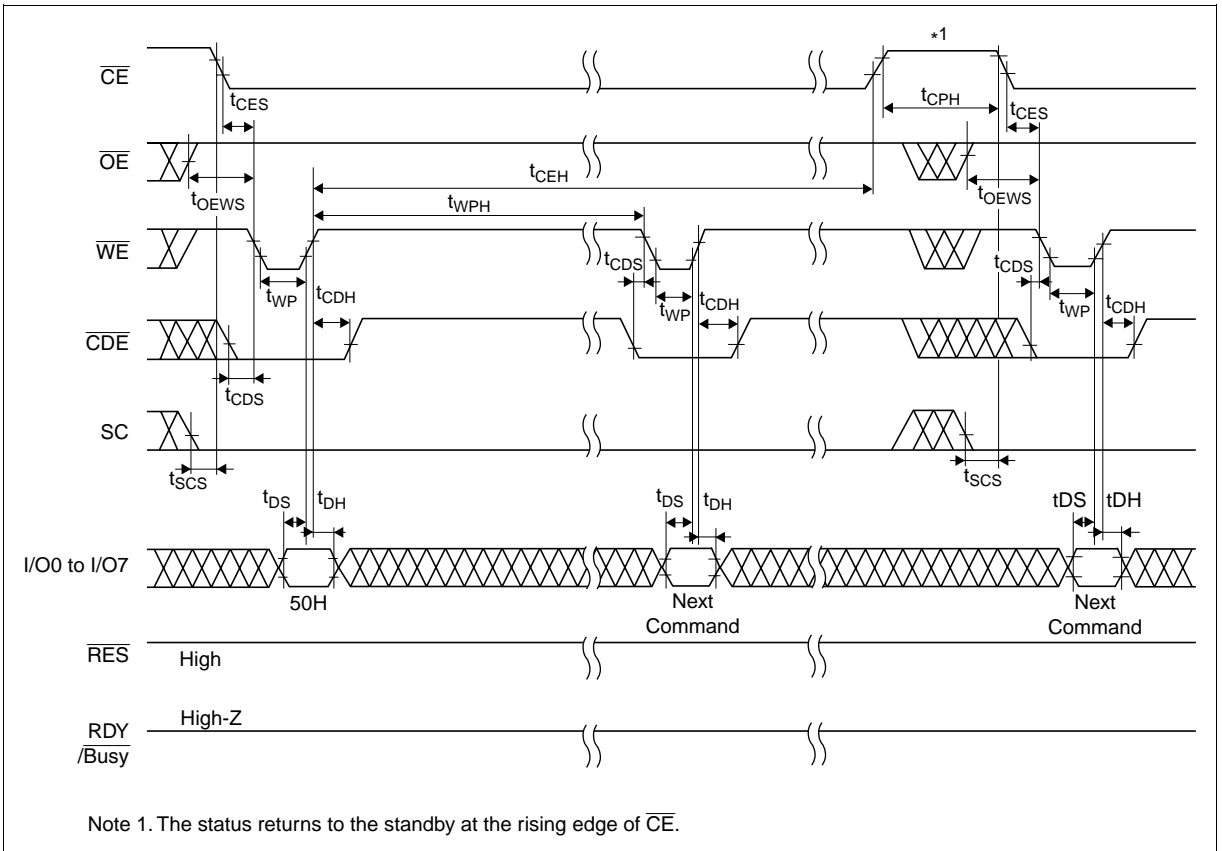 *1
CE
tCES
tCPH
tCES
OE
tCEH
tOEWS
tWPH
tOEWS
WE
tCDS
tCDS
tWP
tCDH
tWP
tCDH
tWP
tCDH
CDE
tCDS
SC
tSCS
tSCS
tDS
tDH
tDS
tDH
tDS
tDH
I/O0 to I/O7
50H
Next
Command
Next
Command
RES
High
RDY
/Busy
High-Z
Note 1. The status returns to the standby at the rising edge of CE.